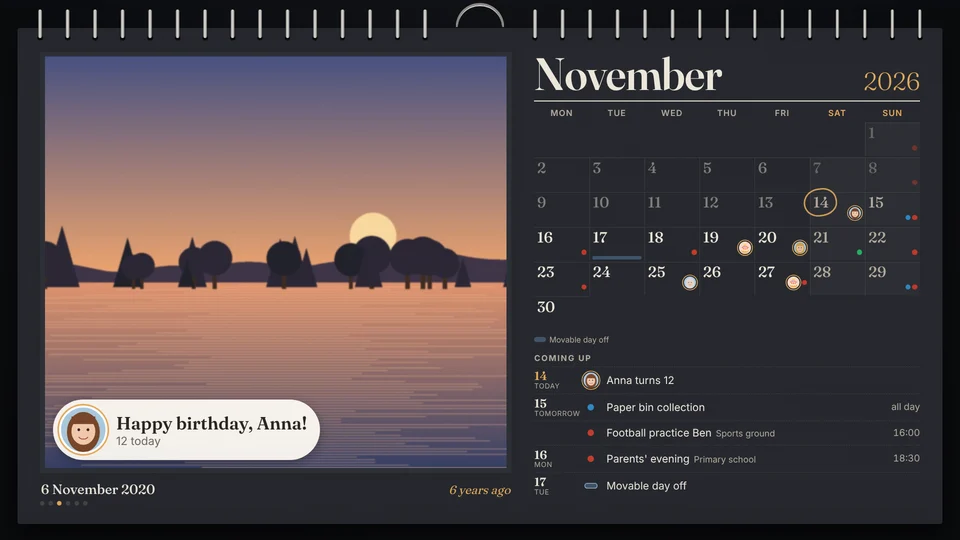 November
2026
MON TUE WED THU FRI SAT SUN
1
2 3 4 5 6 7 8
9 10 11 12 13 14 15
16 17 18 19 20 21 22
23 24 25 26 27 28 29
30
Movable day off
COMING UP
14 TODAY Anna turns 12
15 TOMORROW Paper bin collection all day
Football practice Ben Sports ground 16:00
16 MON Parents' evening Primary school 18:30
17 TUE Movable day off
Happy birthday, Anna!
12 today
6 November 2020
6 years ago